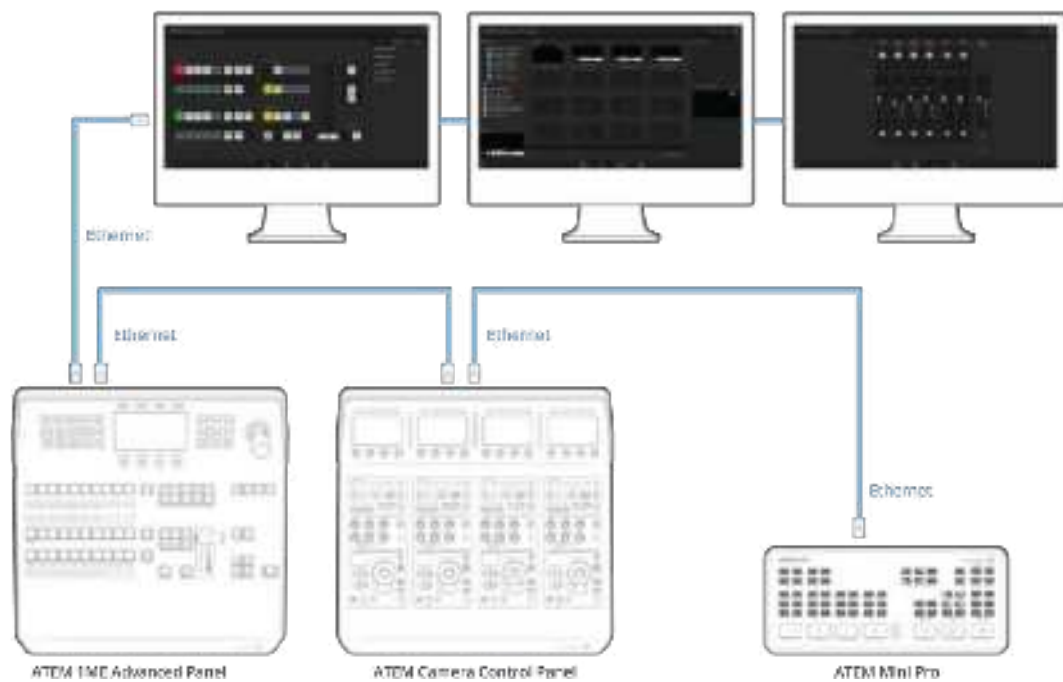 Ethernet
Ethernet
Ethernet
Ethernet
ATEM 1ME Advanced Panel
ATEM Camera Control Panel
ATEM Mini Pro